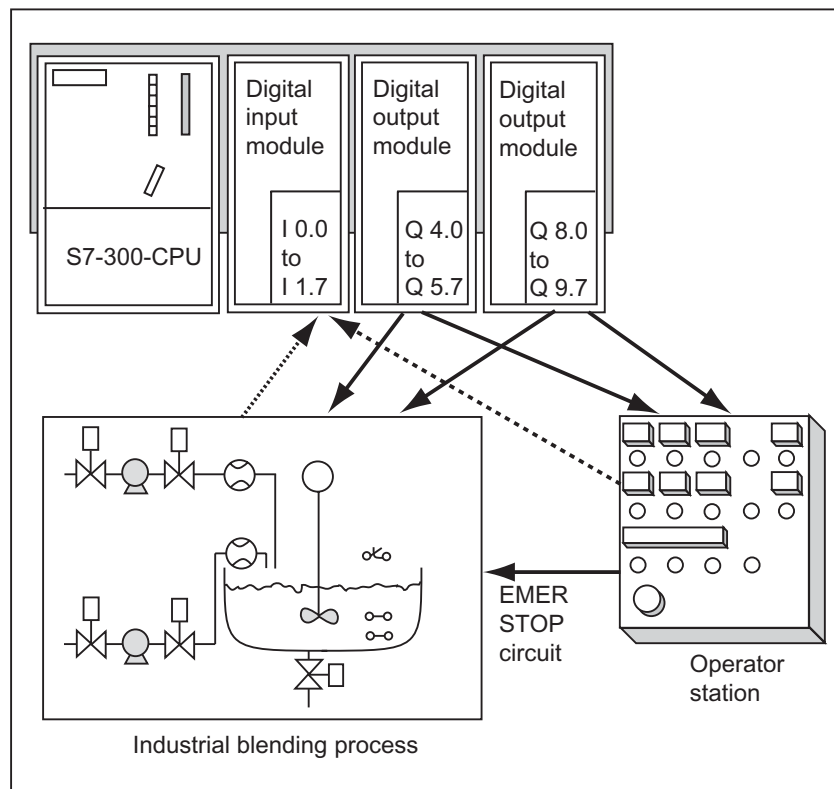 S7-300-CPU
Digital
input
module
I 0.0
to
I 1.7
Digital
output
module
Q 4.0
to
Q 5.7
Digital
output
module
Q 8.0
to
Q 9.7
EMER
STOP
circuit
Operator
station
Industrial blending process